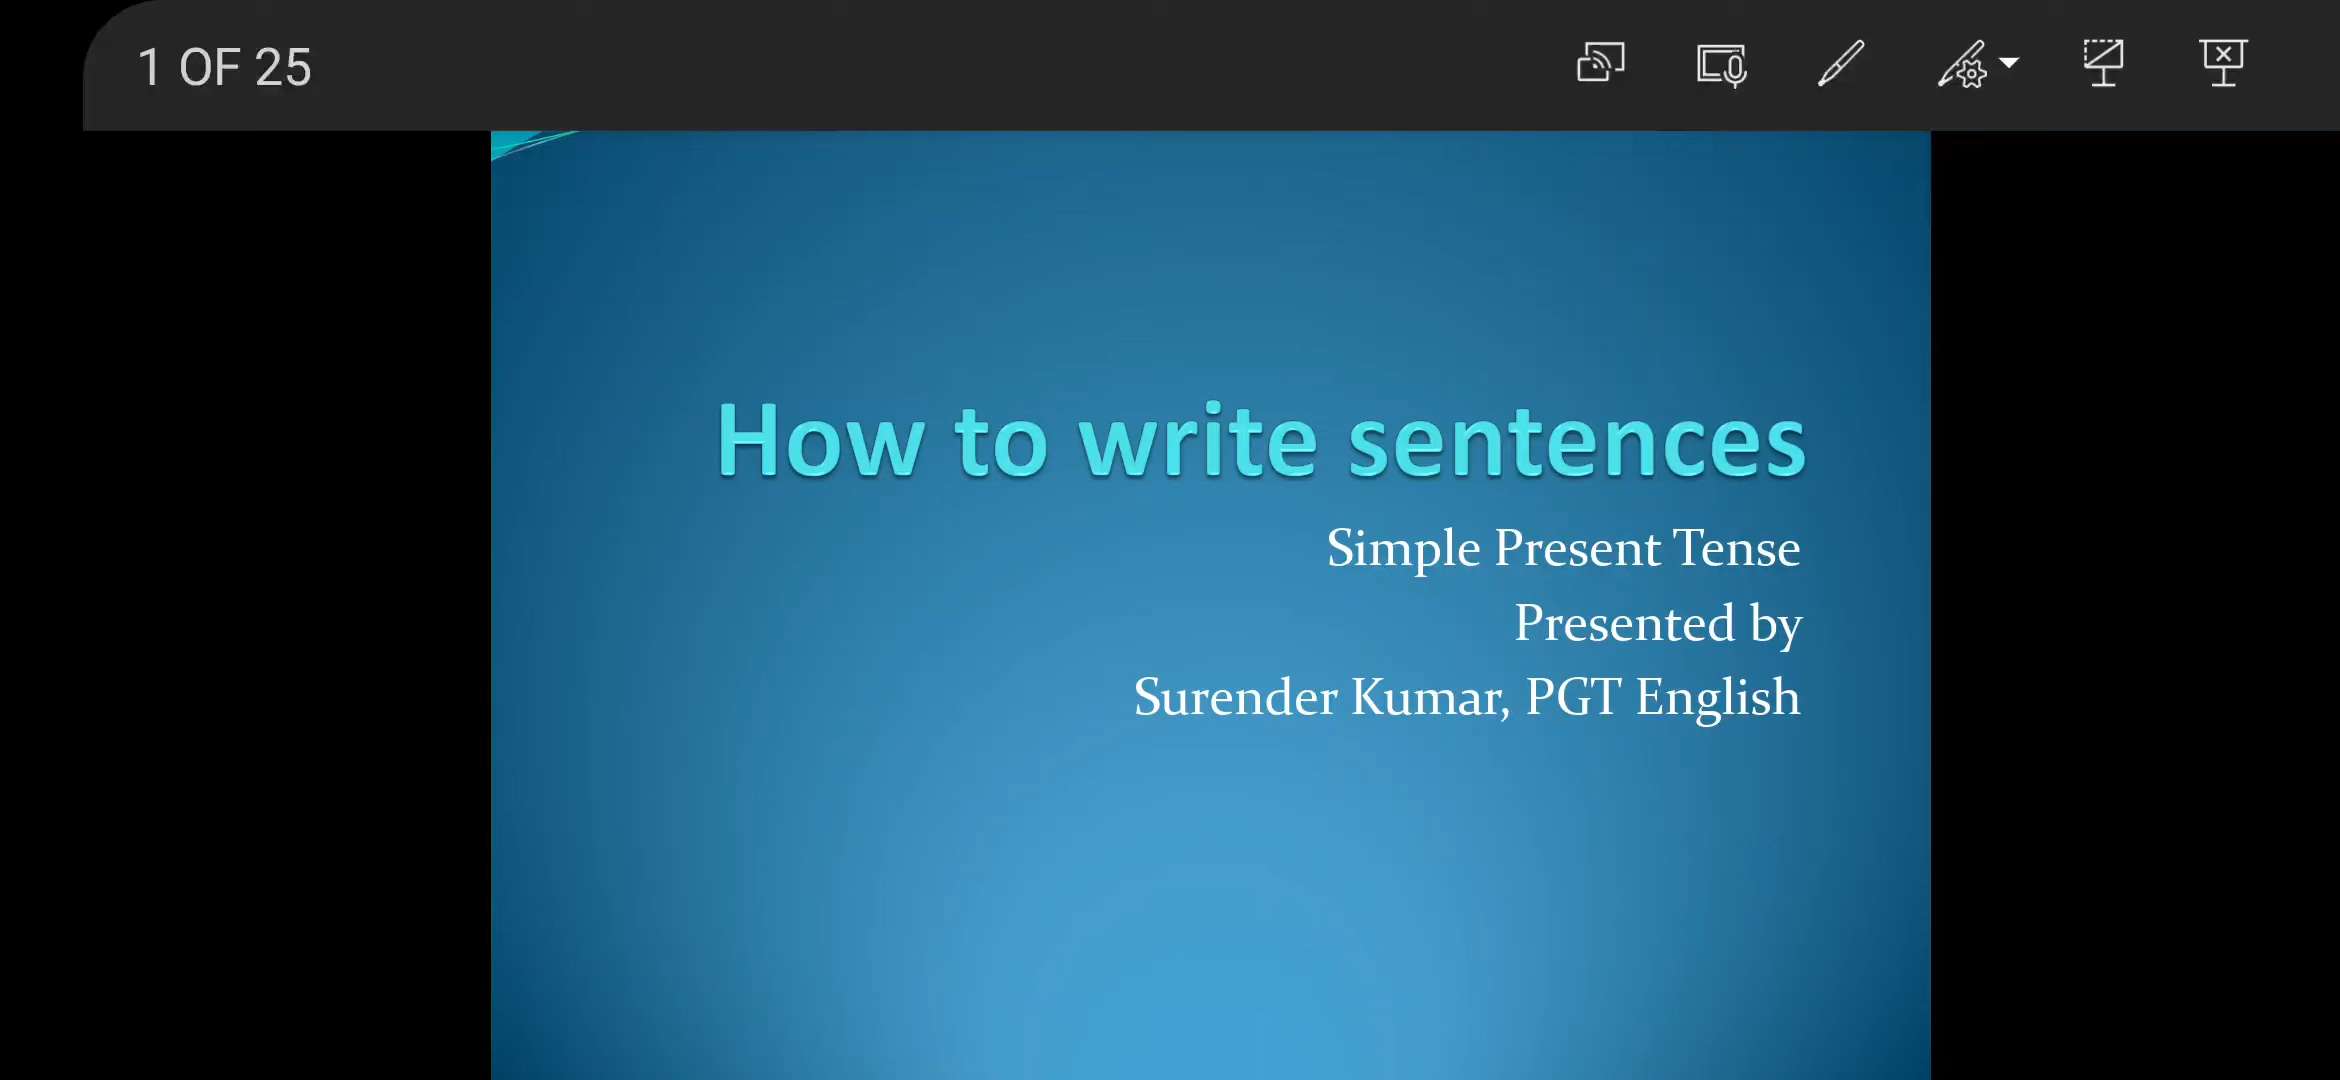 1 OF 25
How to write sentences
Simple Present Tense
Presented by
Surender Kumar, PGT English